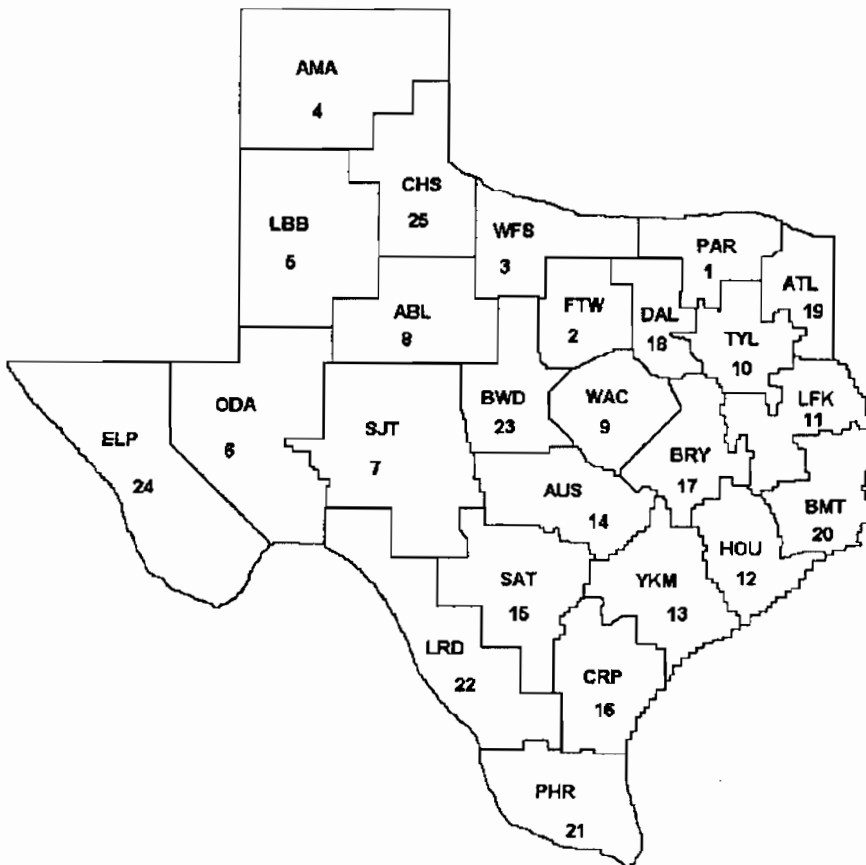 AMA
4
CHS
25
LBB
5
WFS
3
PAR
1
ATL
19
FTW
2
DAL
18
TYL
10
ABL
8
ODA
6
SJT
7
BWD
23
WAC
9
LFK
11
ELP
24
BRY
17
AUS
14
BMT
20
HOU
12
SAT
15
YKM
13
LRD
22
CRP
16
PHR
21